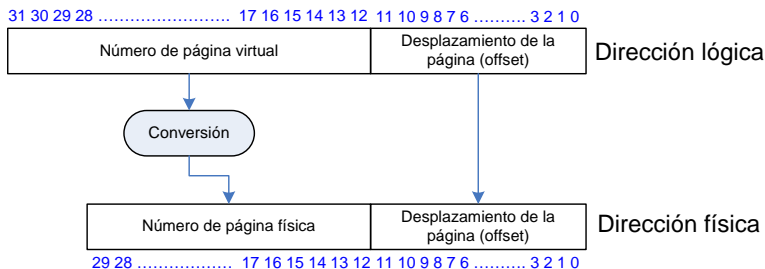 31 30 29 28 ........................... 17 16 15 14 13 12 11 10 9 8 7 6 .......... 3 2 1 0
Número de página virtual
Desplazamiento de la
página (offset)
Dirección lógica
Conversión
Número de página física
Desplazamiento de la
página (offset)
Dirección física
29 28 ................. 17 16 15 14 13 12 11 10 9 8 7 6 .......... 3 2 1 0